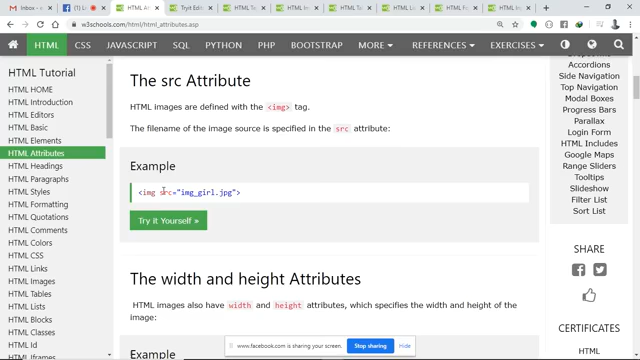 Inbox
HTML At
Tryit Edit
HTML Ta
HTML Im
HTML Ta
HTML Lis
HTML Fo
HTML In
w3schools.com/html/html_attributes.asp
HTML CSS JAVASCRIPT SQL PYTHON PHP BOOTSTRAP MORE REFERENCES EXERCISES
HTML Tutorial
HTML HOME
HTML Introduction
HTML Editors
HTML Basic
HTML Elements
HTML Attributes
HTML Headings
HTML Paragraphs
HTML Styles
HTML Formatting
HTML Quotations
HTML Comments
HTML Colors
HTML CSS
HTML Links
HTML Images
HTML Tables
HTML Lists
HTML Blocks
HTML Classes
HTML Id
HTML Iframes
The src Attribute
HTML images are defined with the <img> tag.
The filename of the image source is specified in the src attribute:
Example
<img src="img_girl.jpg">
Try it Yourself »
The width and height Attributes
HTML images also have width and height attributes, which specifies the width and height of the
image:
Example
www.facebook.com is sharing your screen.
Stop sharing
Hide
Accordions
Side Navigation
Top Navigation
Modal Boxes
Progress Bars
Parallax
Login Form
HTML Includes
Google Maps
Range Sliders
Tooltips
Slideshow
Filter List
Sort List
SHARE
CERTIFICATES
HTML